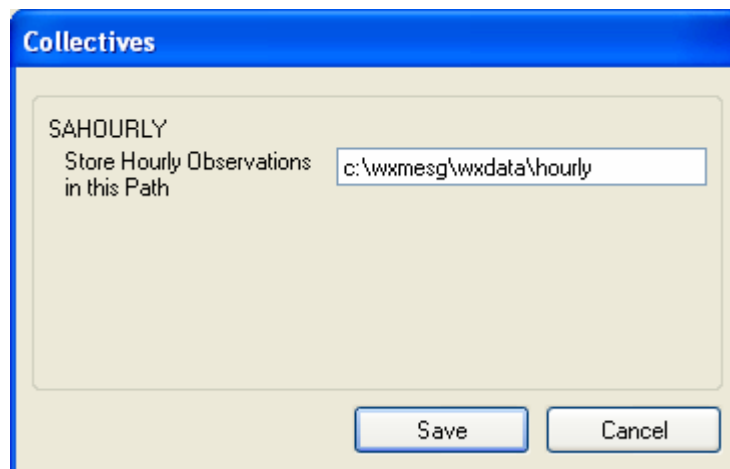 Collectives
SAHOURLY
Store Hourly Observations
in this Path
c:\wxmesg\wxdata\hourly
Save
Cancel